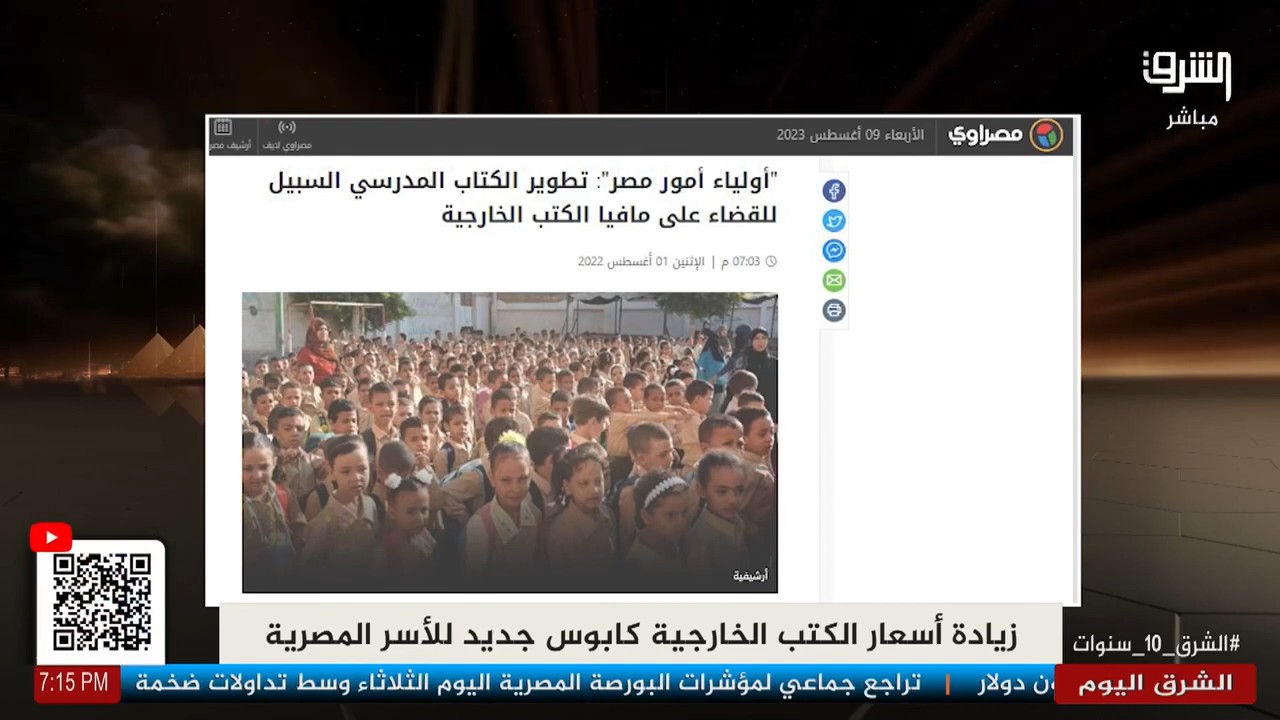 الشرق
مباشر
مصراوي
الأربعاء 09 أغسطس 2023
مصراوي لايف
أرشيف مصر
"أولياء أمور مصر": تطوير الكتاب المدرسي السبيل
للقضاء على مافيا الكتب الخارجية
07:03 م | الإثنين 01 أغسطس 2022
أرشيفية
زيادة أسعار الكتب الخارجية كابوس جديد للأسر المصرية
#الشرق_10_سنوات
الشرق اليوم
ون دولار | تراجع جماعي لمؤشرات البورصة المصرية اليوم الثلاثاء وسط تداولات ضخمة
7:15 PM